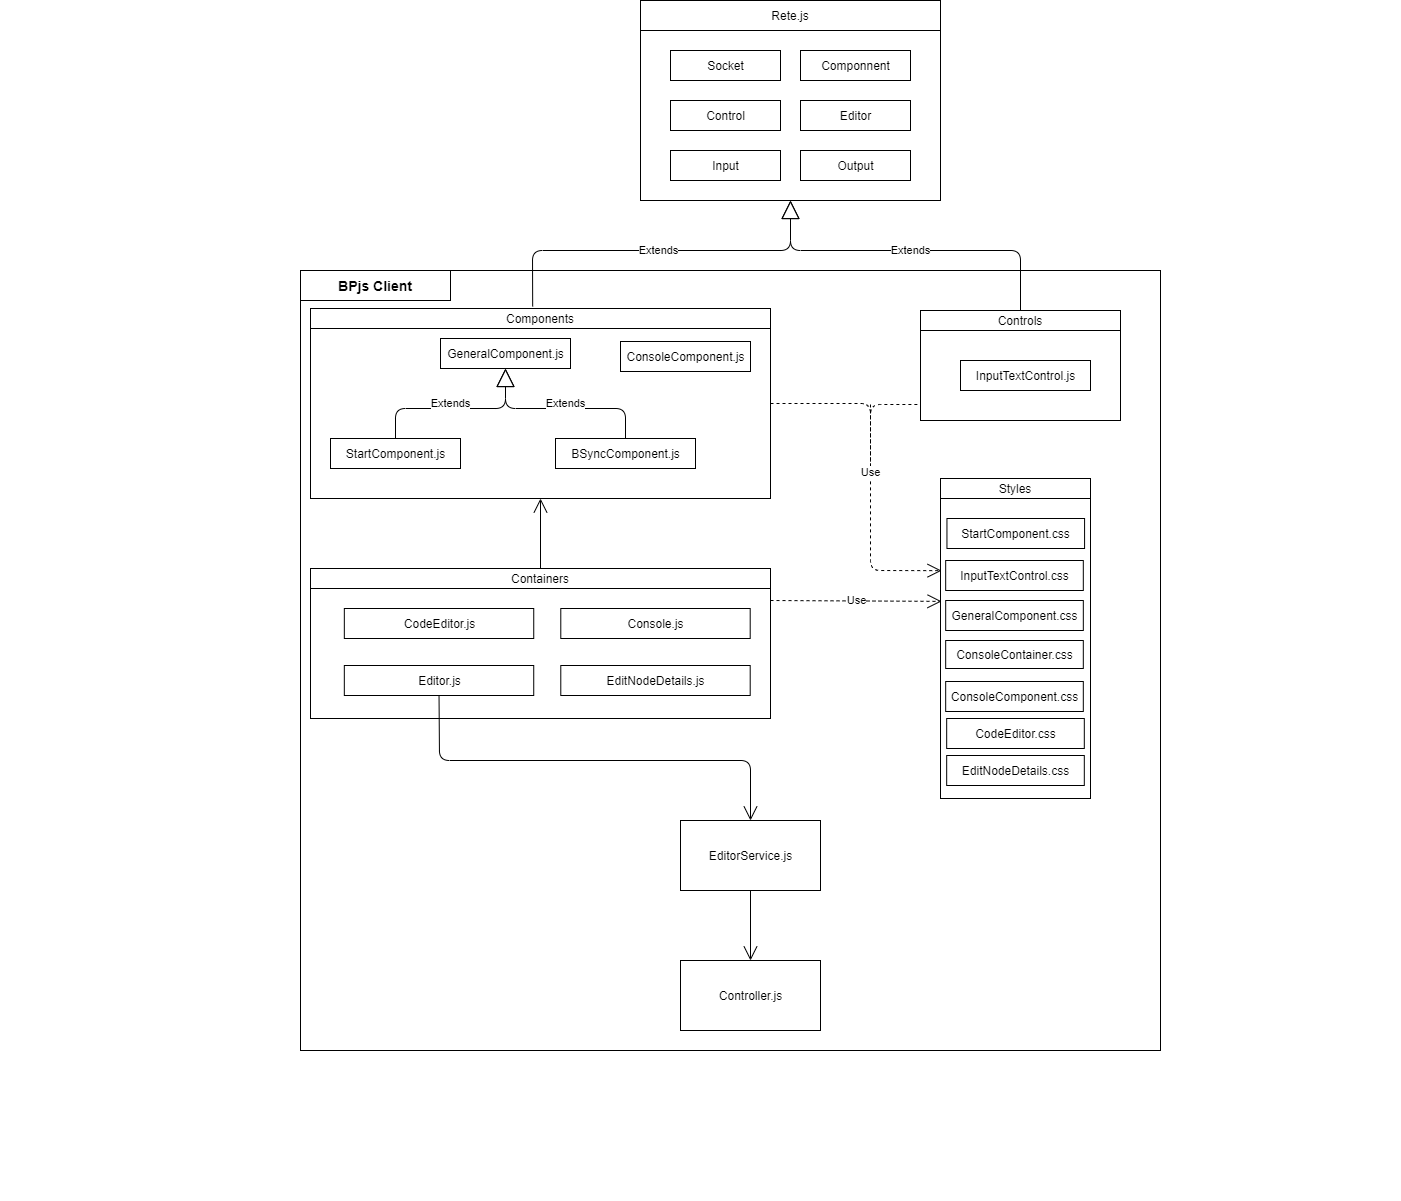 Rete.js
Socket
Componnent
Control
Editor
Input
Output
Extends
Extends
BPjs Client
Components
GeneralComponent.js
ConsoleComponent.js
Extends
Extends
StartComponent.js
BSyncComponent.js
Controls
InputTextControl.js
Use
Styles
StartComponent.css
InputTextControl.css
GeneralComponent.css
ConsoleContainer.css
ConsoleComponent.css
CodeEditor.css
EditNodeDetails.css
Containers
CodeEditor.js
Console.js
Editor.js
EditNodeDetails.js
Use
EditorService.js
Controller.js